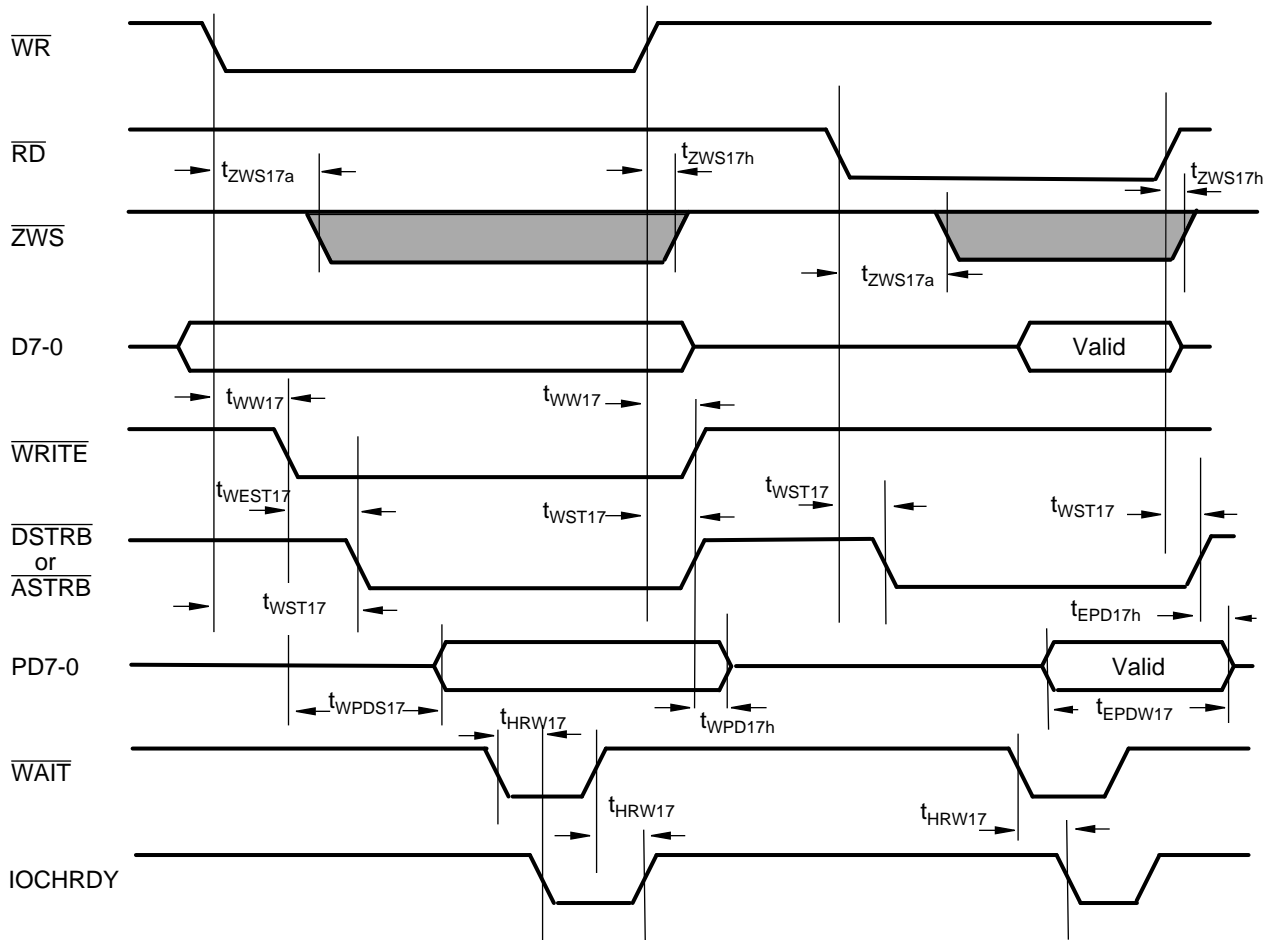 WR
RD
tZWS17a
tZWS17h
tZWS17h
ZWS
tZWS17a
D7-0
Valid
tWW17
tWW17
WRITE
tWEST17
tWST17
tWST17
tWST17
DSTRB
or
ASTRB
tWST17
tEPD17h
PD7-0
Valid
tWPDS17
tHRW17
tWPD17h
tEPDW17
WAIT
tHRW17
tHRW17
IOCHRDY